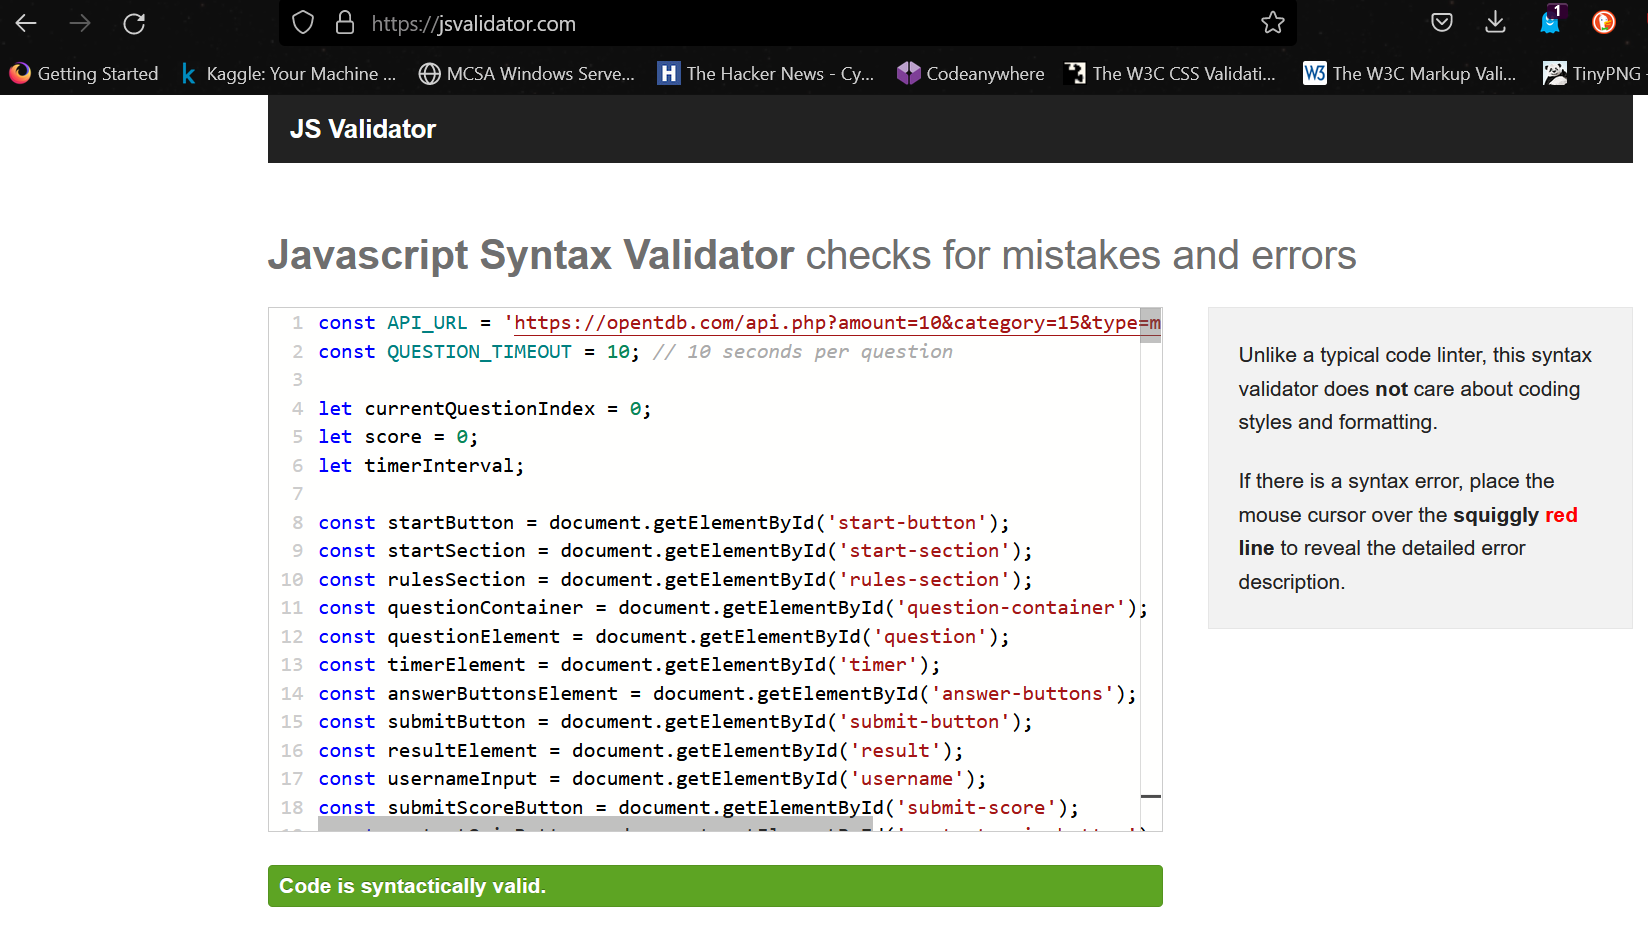 https://jsvalidator.com
1
Getting Started
Kaggle: Your Machine ...
MCSA Windows Serve...
H The Hacker News - Cy...
Codeanywhere
The W3C CSS Validati...
W3 The W3C Markup Vali...
TinyPNG
JS Validator
Javascript Syntax Validator checks for mistakes and errors
1 const API_URL = 'https://opentdb.com/api.php?amount=10&category=15&type=m
2 const QUESTION_TIMEOUT = 10; // 10 seconds per question
3
4 let currentQuestionIndex = 0;
5 let score = 0;
6 let timerInterval;
7
8 const startButton = document.getElementById('start-button');
9 const startSection = document.getElementById('start-section');
10 const rulesSection = document.getElementById('rules-section');
11 const questionContainer = document.getElementById('question-container');
12 const questionElement = document.getElementById('question');
13 const timerElement = document.getElementById('timer');
14 const answerButtonsElement = document.getElementById('answer-buttons');
15 const submitButton = document.getElementById('submit-button');
16 const resultElement = document.getElementById('result');
17 const usernameInput = document.getElementById('username');
18 const submitScoreButton = document.getElementById('submit-score');
Unlike a typical code linter, this syntax
validator does not care about coding
styles and formatting.
If there is a syntax error, place the
mouse cursor over the squiggly red
line to reveal the detailed error
description.
Code is syntactically valid.